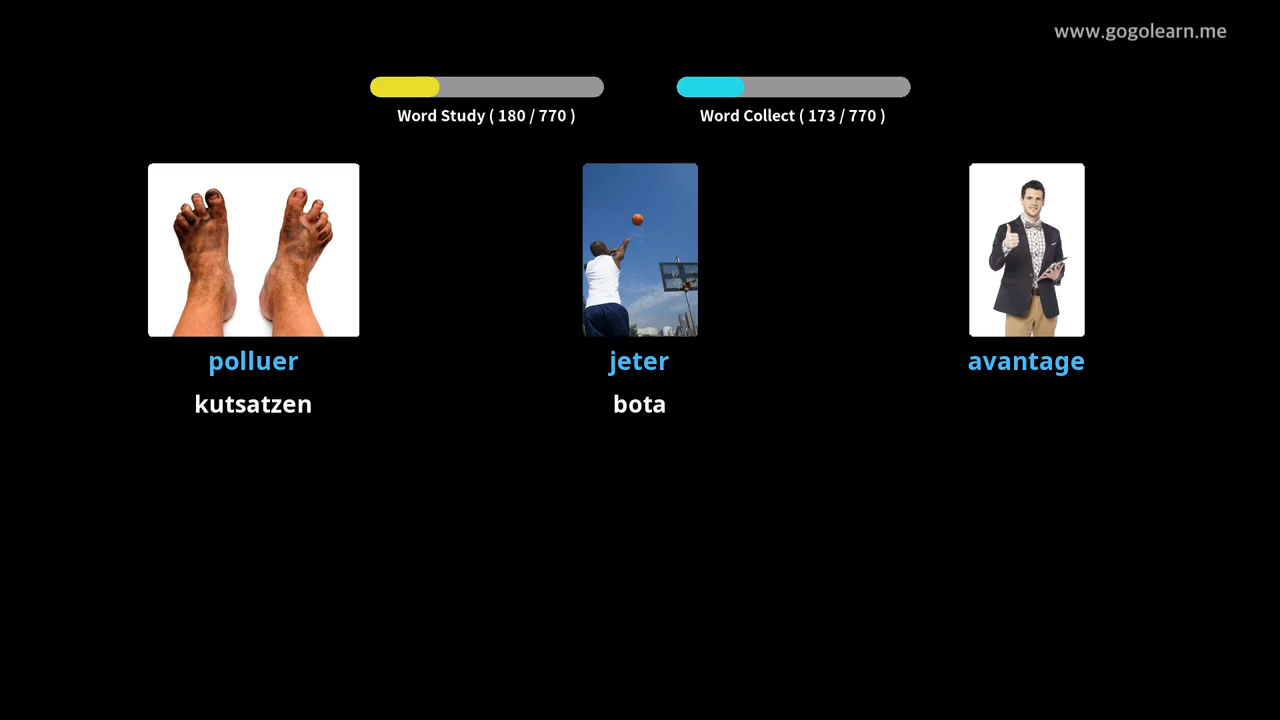 www.gogolearn.me
Word Study ( 180 / 770 )
Word Collect ( 173 / 770 )
polluer
jeter
avantage
kutsatzen
bota